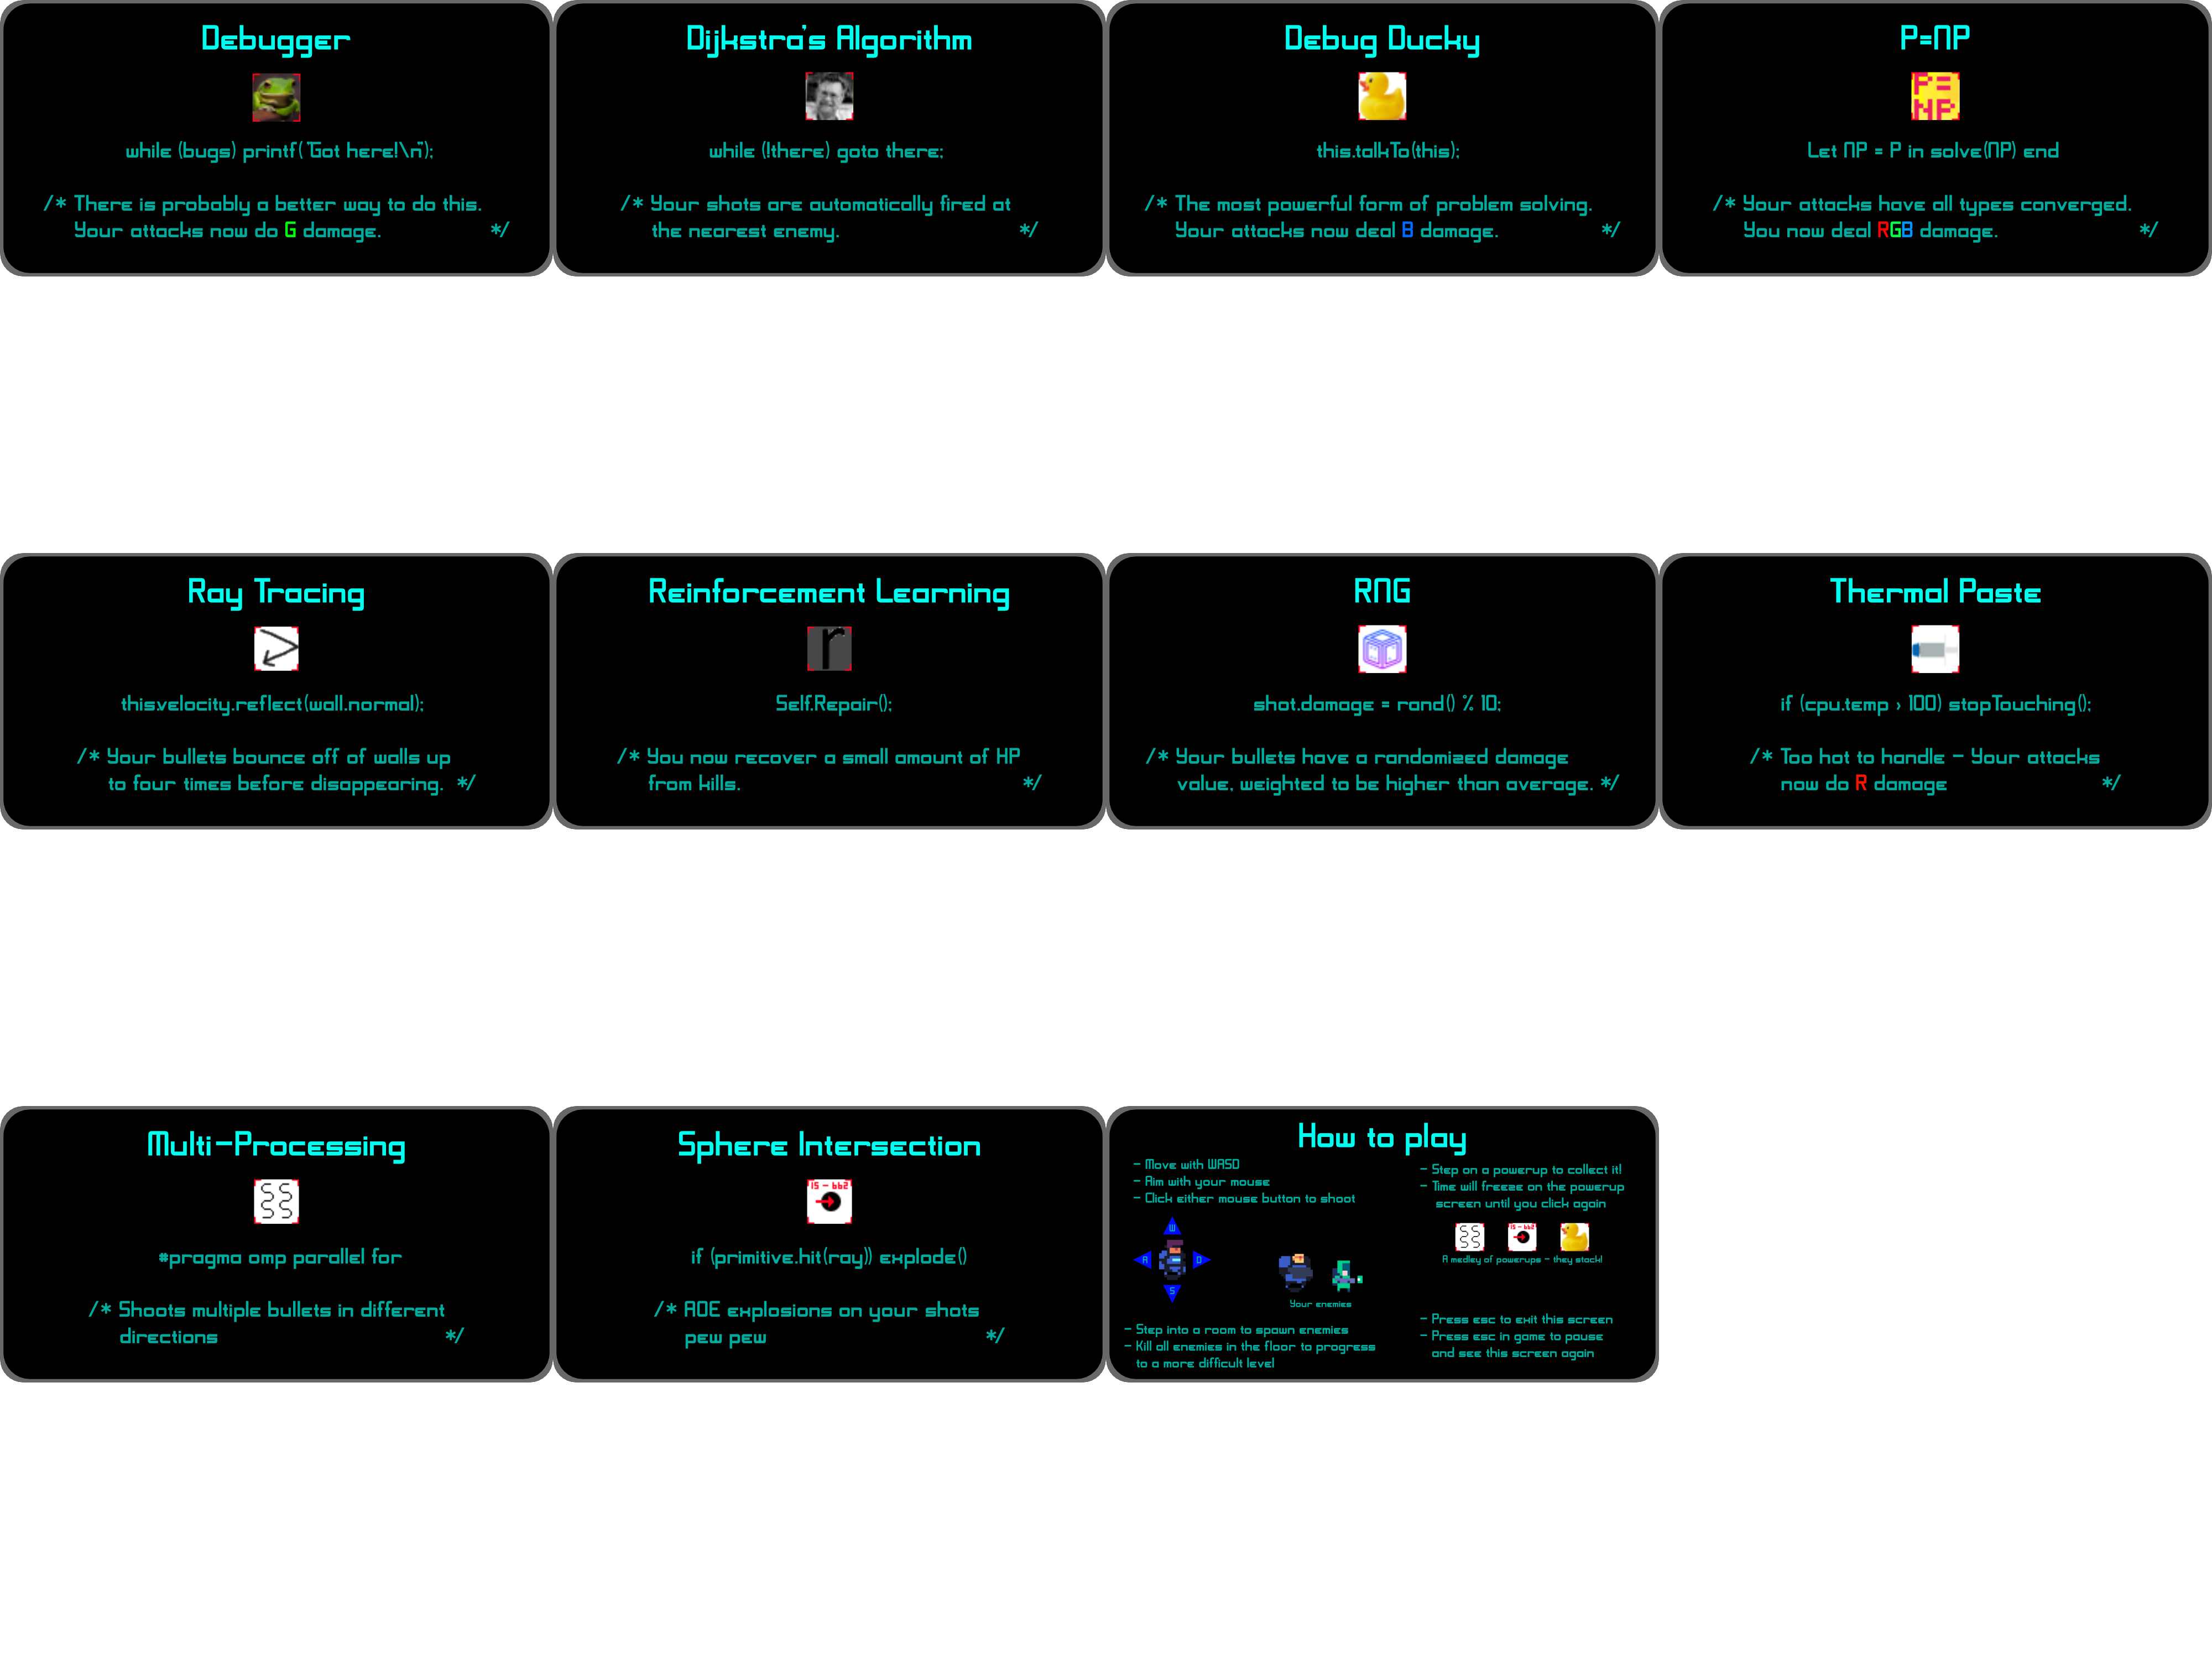 Debugger
while (bugs) printf("Got here!\n");
/* There is probably a better way to do this.
Your attacks now do G damage. */
Dijkstra's Algorithm
while (!there) goto there;
/* Your shots are automatically fired at
the nearest enemy. */
Debug Ducky
this.talkTo(this);
/* The most powerful form of problem solving.
Your attacks now deal B damage. */
P=NP
P=
NP
Let NP = P in solve(NP) end
/* Your attacks have all types converged.
You now deal RGB damage. */
Ray Tracing
this.velocity.reflect(wall.normal);
/* Your bullets bounce off of walls up
to four times before disappearing. */
Reinforcement Learning
r
Self.Repair();
/* You now recover a small amount of HP
from kills. */
RNG
shot.damage = rand() % 10;
/* Your bullets have a randomized damage
value, weighted to be higher than average. */
Thermal Paste
if (cpu.temp > 100) stopTouching();
/* Too hot to handle - Your attacks
now do R damage */
Multi-Processing
#pragma omp parallel for
/* Shoots multiple bullets in different
directions */
Sphere Intersection
15-662
if (primitive.hit(ray)) explode()
/* AOE explosions on your shots
pew pew */
How to play
- Move with WASD
- Aim with your mouse
- Click either mouse button to shoot
W
A
D
S
Your enemies
- Step into a room to spawn enemies
- Kill all enemies in the floor to progress
to a more difficult level
- Step on a powerup to collect it!
- Time will freeze on the powerup
screen until you click again
15-662
A medley of powerups - they stack!
- Press esc to exit this screen
- Press esc in game to pause
and see this screen again